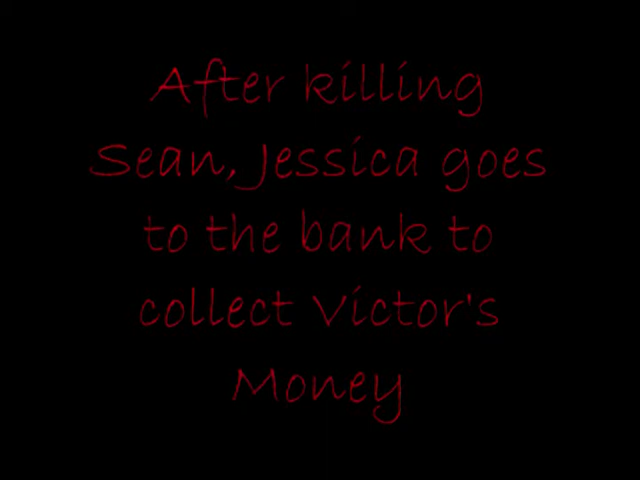 After killing
Sean, Jessica goes
to the bank to
collect Victor's
Money